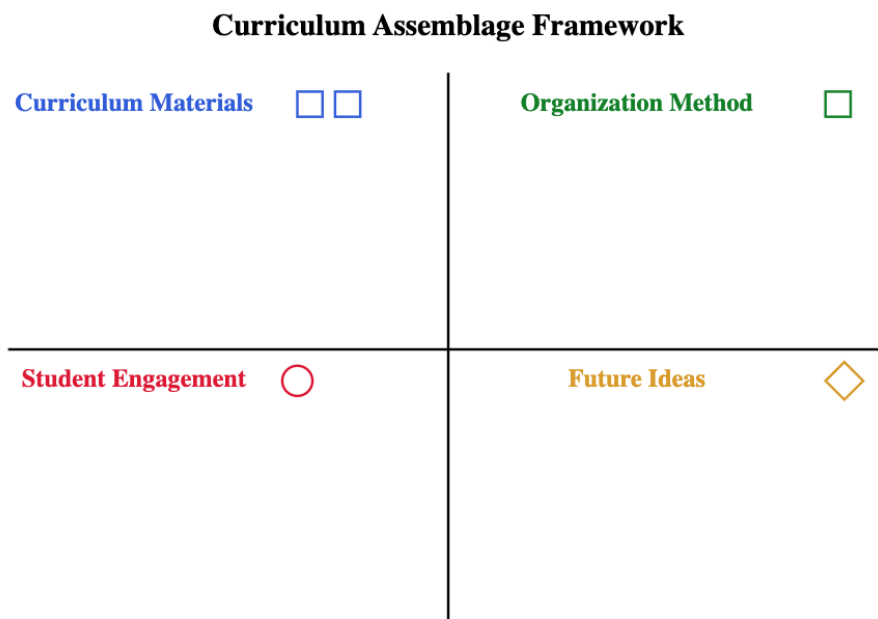 Curriculum Assemblage Framework
Curriculum Materials
Organization Method
Student Engagement
Future Ideas